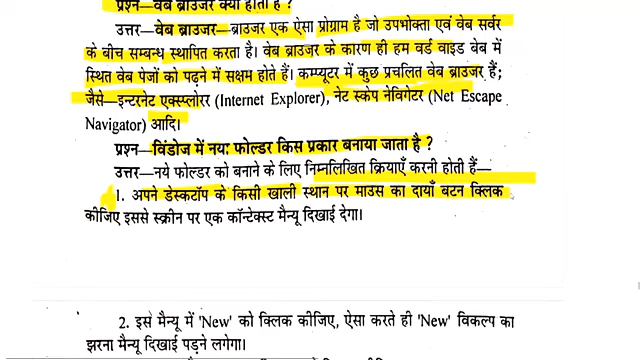 प्रश्न—वेब ब्राउजर क्या होता है ?
उत्तर—वेब ब्राउजर—ब्राउजर एक ऐसा प्रोग्राम है जो उपभोक्ता एवं वेब सर्वर
के बीच सम्बन्ध स्थापित करता है। वेब ब्राउजर के कारण ही हम वर्ड वाइड वेब में
स्थित वेब पेजों को पढ़ने में सक्षम होते हैं। कम्प्यूटर में कुछ प्रचलित वेब ब्राउजर हैं;
जैसे—इन्टरनेट एक्स्प्लोरर (Internet Explorer), नेट स्केप नेविगेटर (Net Escape
Navigator) आदि।
प्रश्न—विंडोज में नयः फोल्डर किस प्रकार बनाया जाता है ?
उत्तर—नये फोल्डर को बनाने के लिए निम्नलिखित क्रियाएँ करनी होती हैं—
1. अपने डेस्कटॉप के किसी खाली स्थान पर माउस का दायाँ बटन क्लिक
कीजिए इससे स्क्रीन पर एक कॉन्टेक्स्ट मैन्यू दिखाई देगा।
2. इसे मैन्यू में 'New' को क्लिक कीजिए, ऐसा करते ही 'New' विकल्प का
झरना मैन्यू दिखाई पड़ने लगेगा।